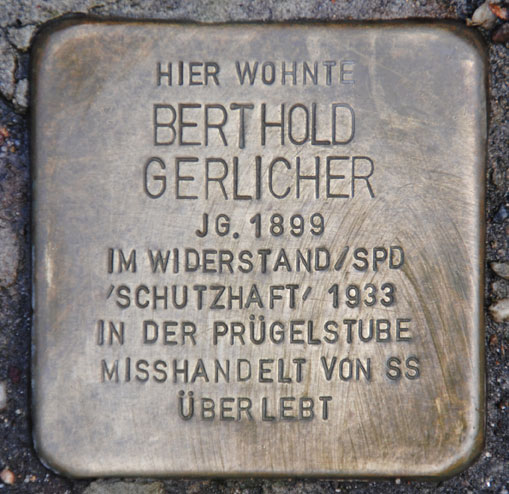 HIER WOHNTE
BERTHOLD
GERLICHER
JG. 1899
IM WIDERSTAND/SPD
'SCHUTZHAFT' 1933
IN DER PRÜGELSTUBE
MISSHANDELT VON SS
ÜBERLEBT